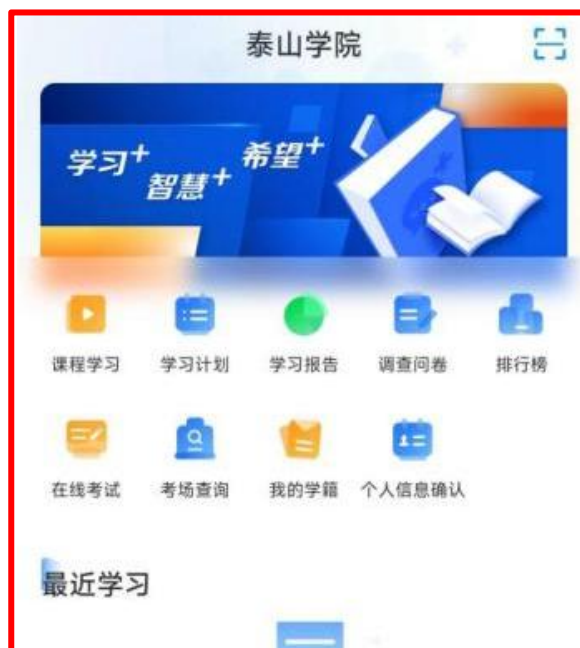 泰山学院
学习+
智慧+
希望+
课程学习 学习计划 学习报告 调查问卷 排行榜
在线考试 考场查询 我的学籍 个人信息确认
最近学习